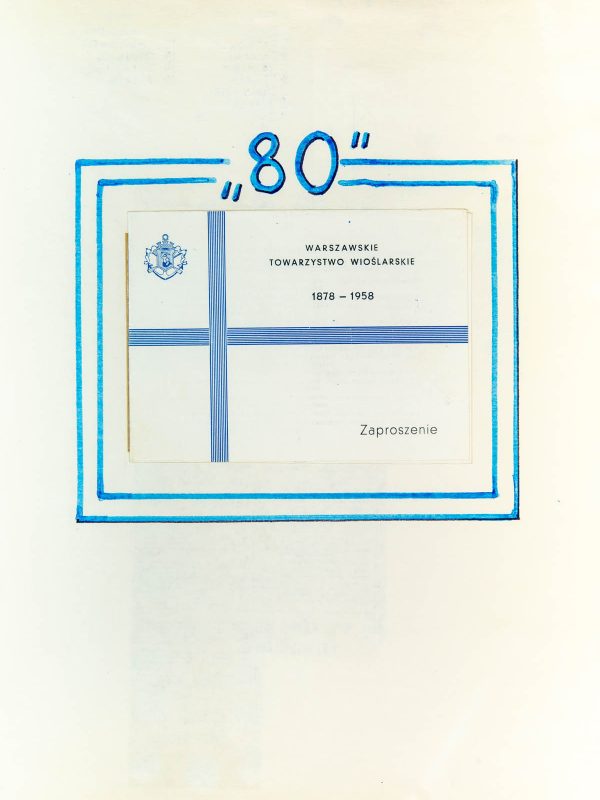 „80”
WARSZAWSKIE
TOWARZYSTWO WIOŚLARSKIE
1878 – 1958
Zaproszenie